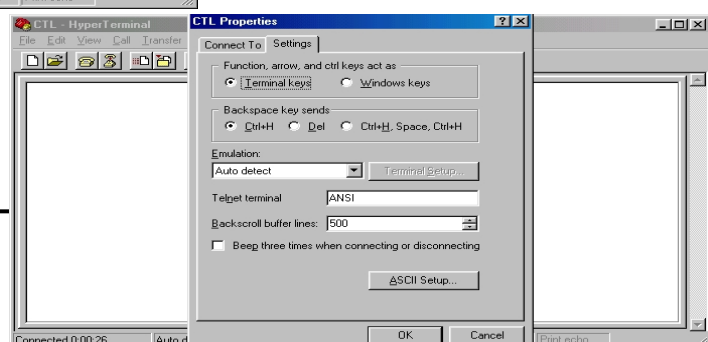 CTL - HyperTerminal
File Edit View Call Transfer
CTL Properties
Connect To Settings
Function, arrow, and ctrl keys act as
Terminal keys Windows keys
Backspace key sends
Ctrl+H Del Ctrl+H, Space, Ctrl+H
Emulation:
Auto detect Terminal Setup...
Telnet terminal ANSI
Backscroll buffer lines: 500
Beep three times when connecting or disconnecting
ASCII Setup...
OK Cancel
Connected 0:00:26 Auto d Print echo